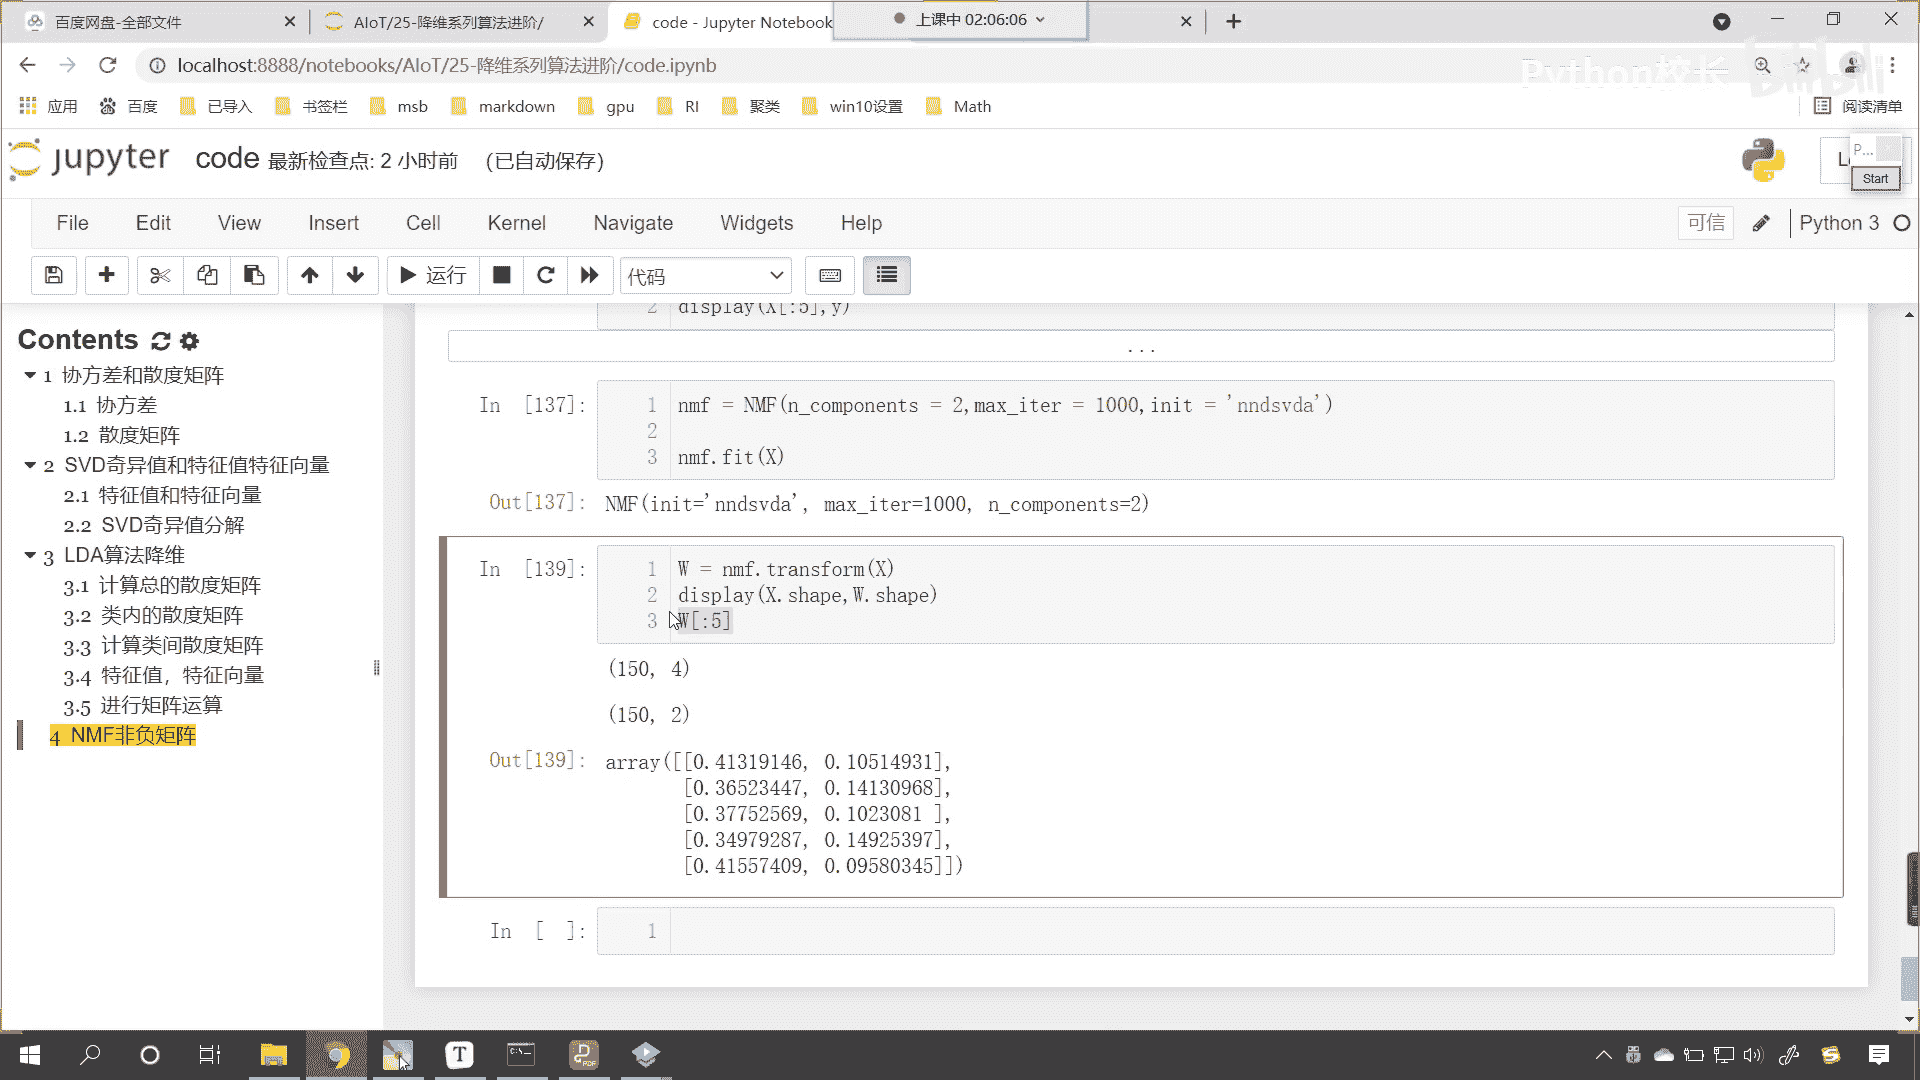 百度网盘-全部文件
AIoT/25-降维系列算法进阶/
code - Jupyter Notebook
上课中 02:06:06
localhost:8888/notebooks/AIoT/25-降维系列算法进阶/code.ipynb
Python校长
bilibili
应用 百度 已导入 书签栏 msb markdown gpu RI 聚类 win10设置 Math 阅读清单
jupyter code 最新检查点: 2 小时前 (已自动保存)
P...
Start
File Edit View Insert Cell Kernel Navigate Widgets Help 可信 Python 3
运行 代码
Contents
1 协方差和散度矩阵
1.1 协方差
1.2 散度矩阵
2 SVD奇异值和特征值特征向量
2.1 特征值和特征向量
2.2 SVD奇异值分解
3 LDA算法降维
3.1 计算总的散度矩阵
3.2 类内的散度矩阵
3.3 计算类间散度矩阵
3.4 特征值，特征向量
3.5 进行矩阵运算
4 NMF非负矩阵
2 display(X[:5],y)
...
In [137]: 1 nmf = NMF(n_components = 2,max_iter = 1000,init = 'nndsvda')
2
3 nmf.fit(X)
Out[137]: NMF(init='nndsvda', max_iter=1000, n_components=2)
In [139]: 1 W = nmf.transform(X)
2 display(X.shape,W.shape)
3 W[:5]
(150, 4)
(150, 2)
Out[139]: array([[0.41319146, 0.10514931],
[0.36523447, 0.14130968],
[0.37752569, 0.1023081 ],
[0.34979287, 0.14925397],
[0.41557409, 0.09580345]])
In [ ]: 1